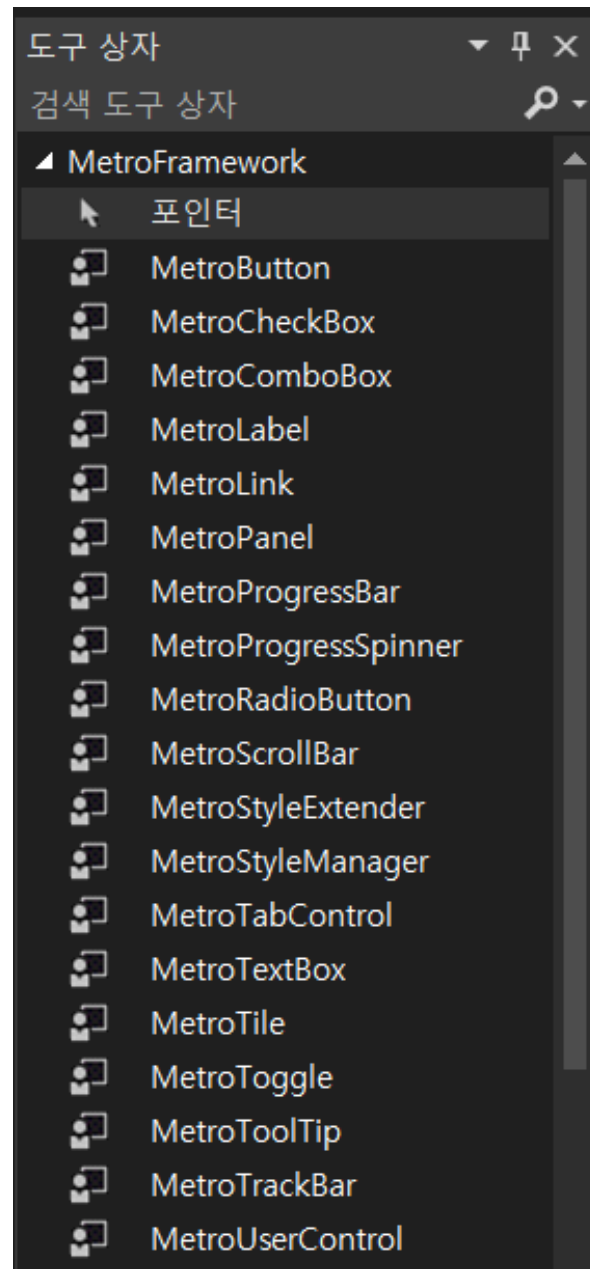 도구 상자
검색 도구 상자
MetroFramework
포인터
MetroButton
MetroCheckBox
MetroComboBox
MetroLabel
MetroLink
MetroPanel
MetroProgressBar
MetroProgressSpinner
MetroRadioButton
MetroScrollBar
MetroStyleExtender
MetroStyleManager
MetroTabControl
MetroTextBox
MetroTile
MetroToggle
MetroToolTip
MetroTrackBar
MetroUserControl